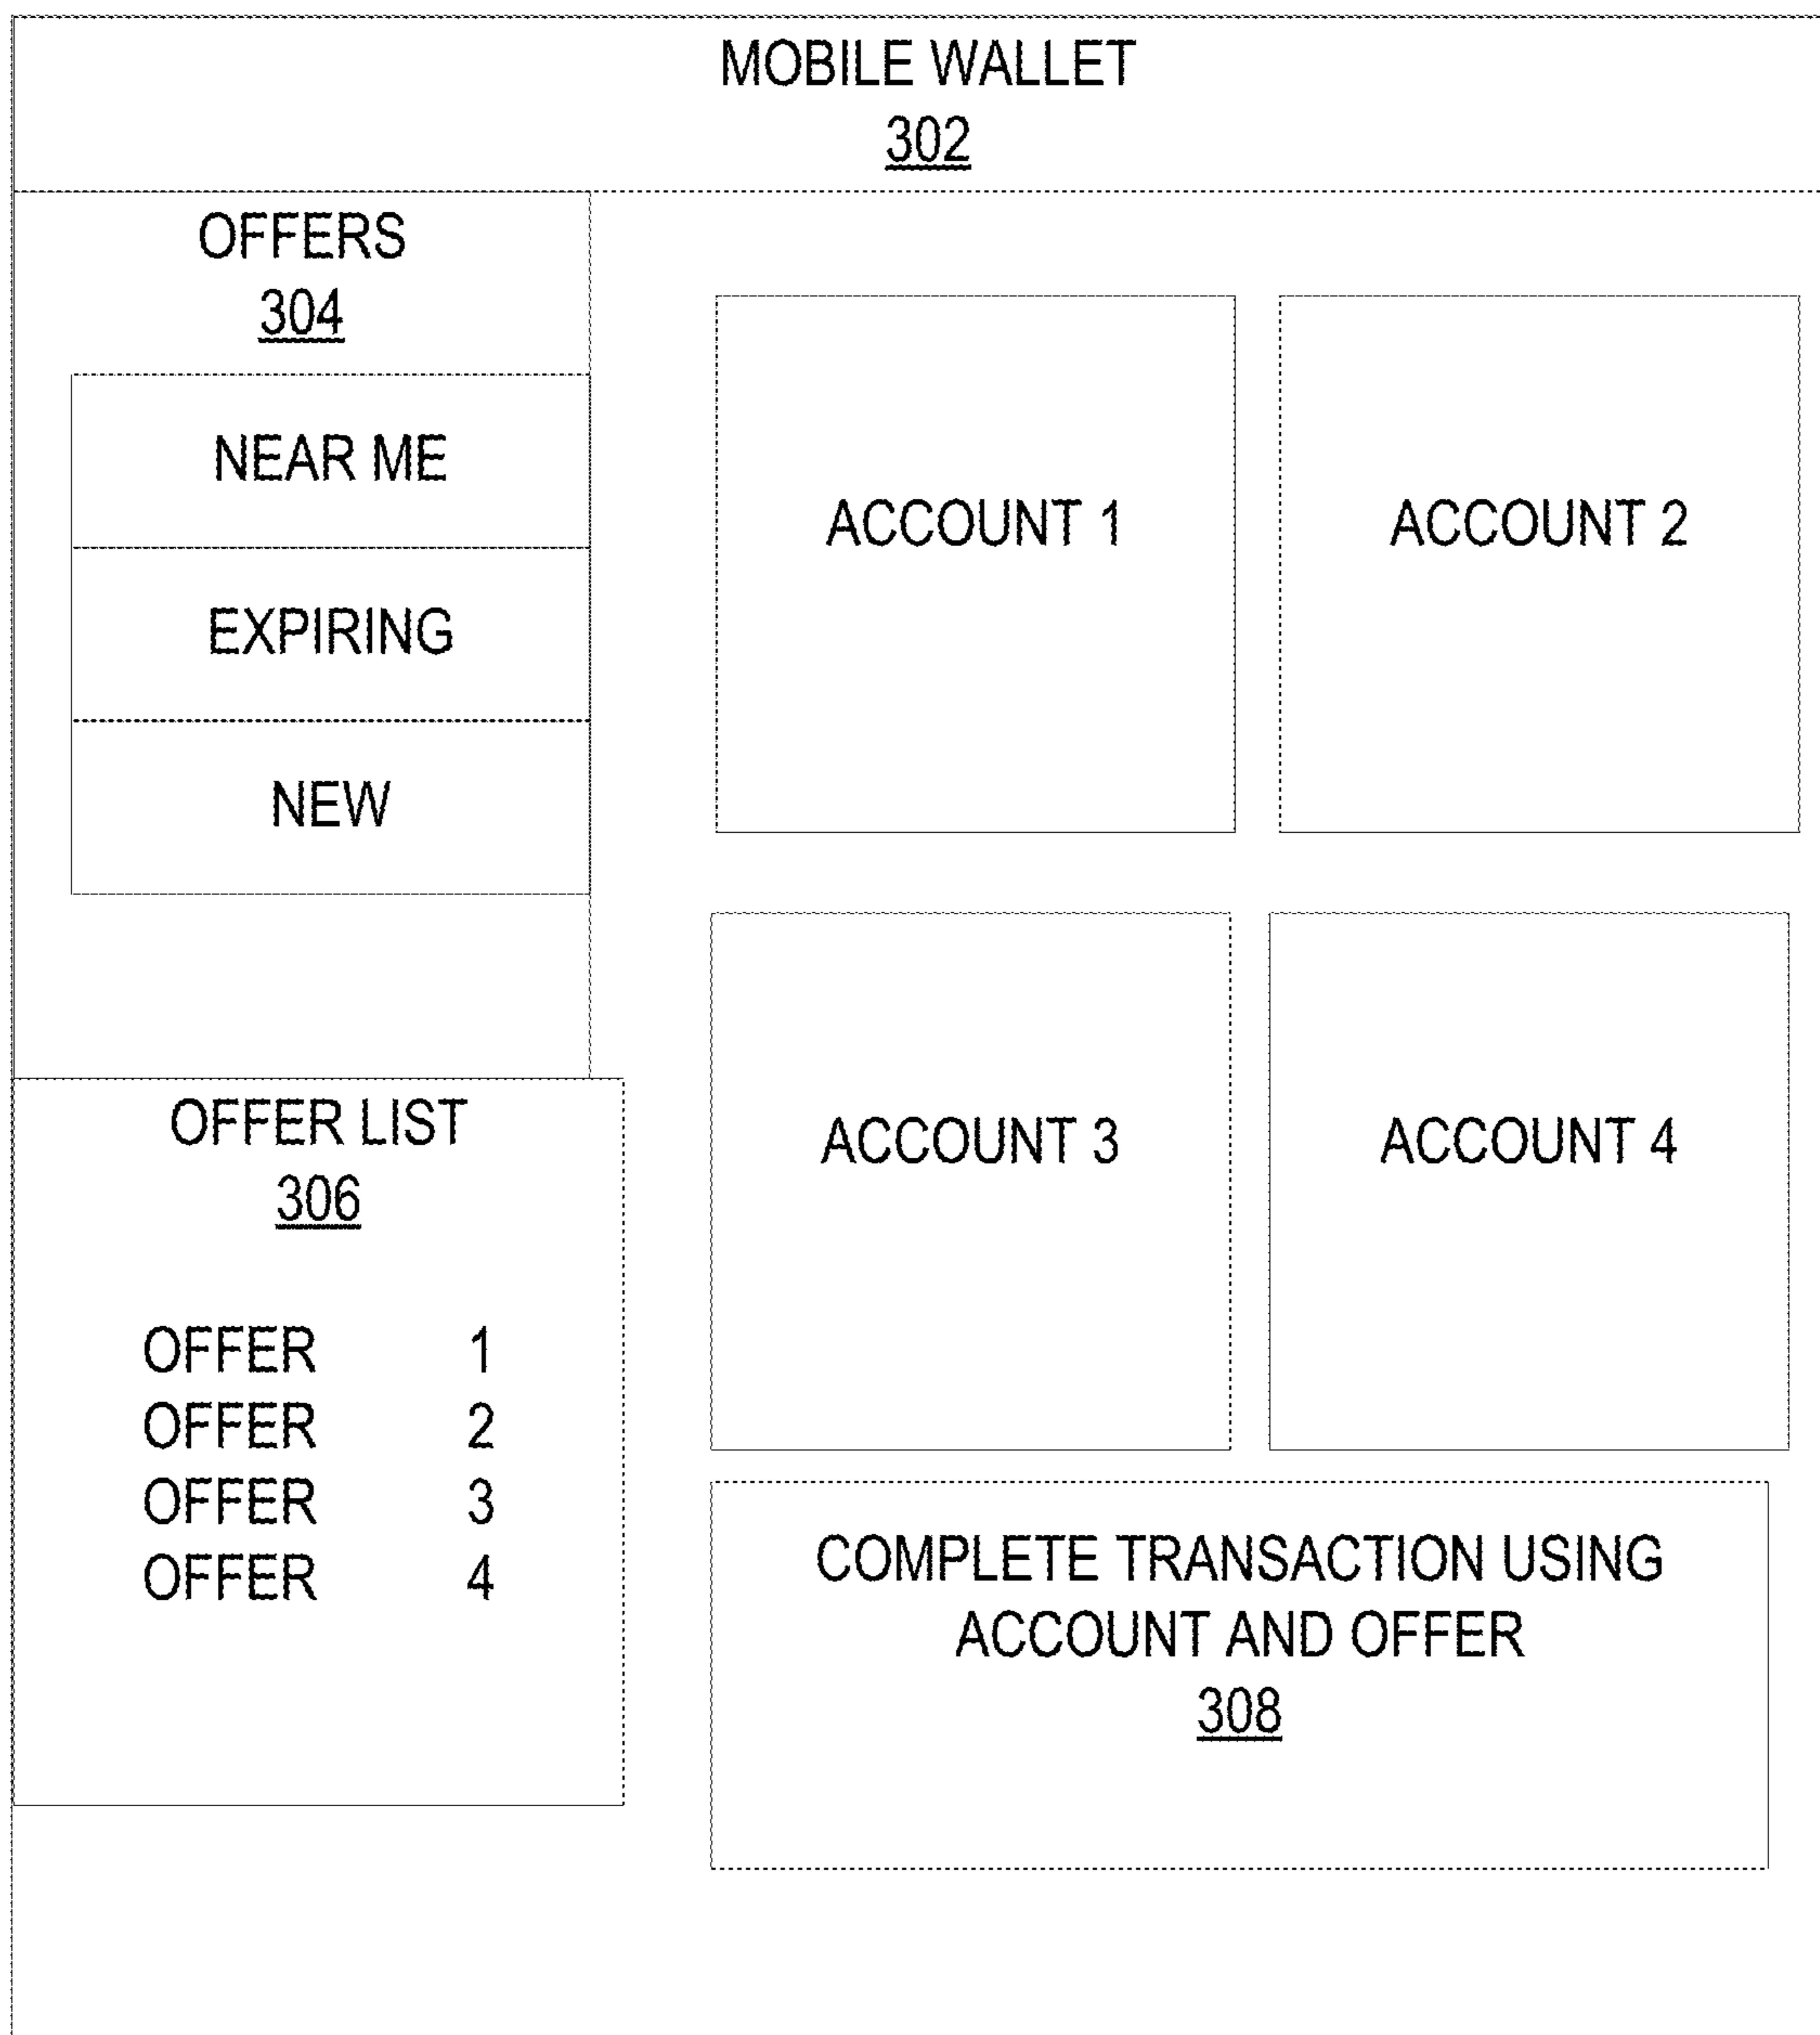 MOBILE WALLET
302
OFFERS
304
NEAR ME
EXPIRING
NEW
ACCOUNT 1
ACCOUNT 2
ACCOUNT 3
ACCOUNT 4
OFFER LIST
306
OFFER 1
OFFER 2
OFFER 3
OFFER 4
COMPLETE TRANSACTION USING
ACCOUNT AND OFFER
308